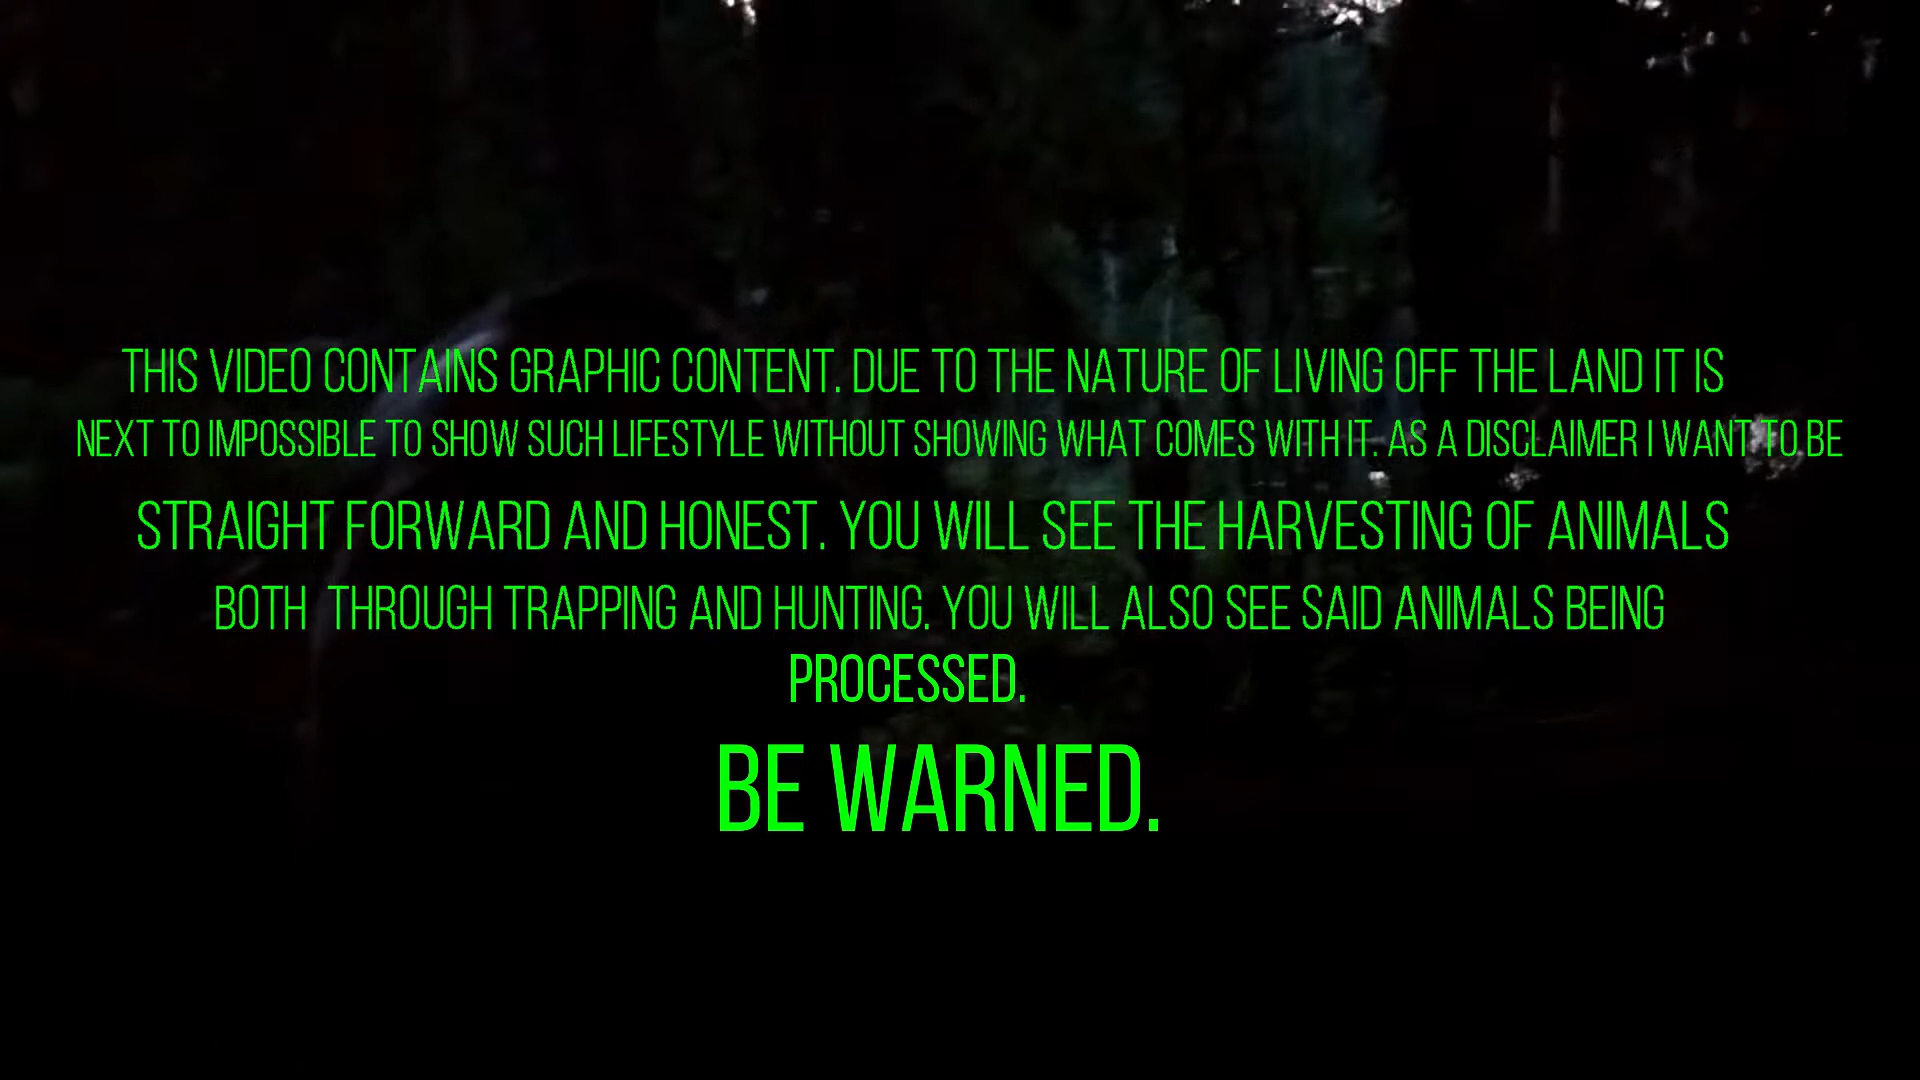 THIS VIDEO CONTAINS GRAPHIC CONTENT. DUE TO THE NATURE OF LIVING OFF THE LAND IT IS
NEXT TO IMPOSSIBLE TO SHOW SUCH LIFESTYLE WITHOUT SHOWING WHAT COMES WITH IT. AS A DISCLAIMER I WANT TO BE
STRAIGHT FORWARD AND HONEST. YOU WILL SEE THE HARVESTING OF ANIMALS
BOTH THROUGH TRAPPING AND HUNTING. YOU WILL ALSO SEE SAID ANIMALS BEING
PROCESSED.
BE WARNED.